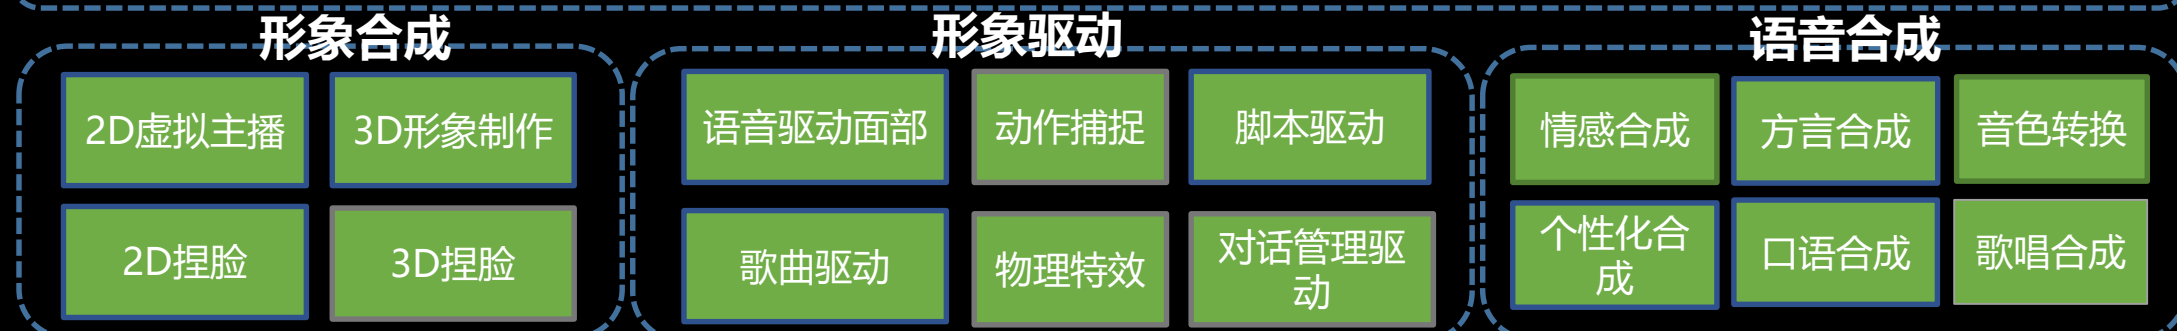 形象合成
2D虚拟主播
3D形象制作
2D捏脸
3D捏脸
形象驱动
语音驱动面部
动作捕捉
脚本驱动
歌曲驱动
物理特效
对话管理驱
动
语音合成
情感合成
方言合成
音色转换
个性化合
成
口语合成
歌唱合成